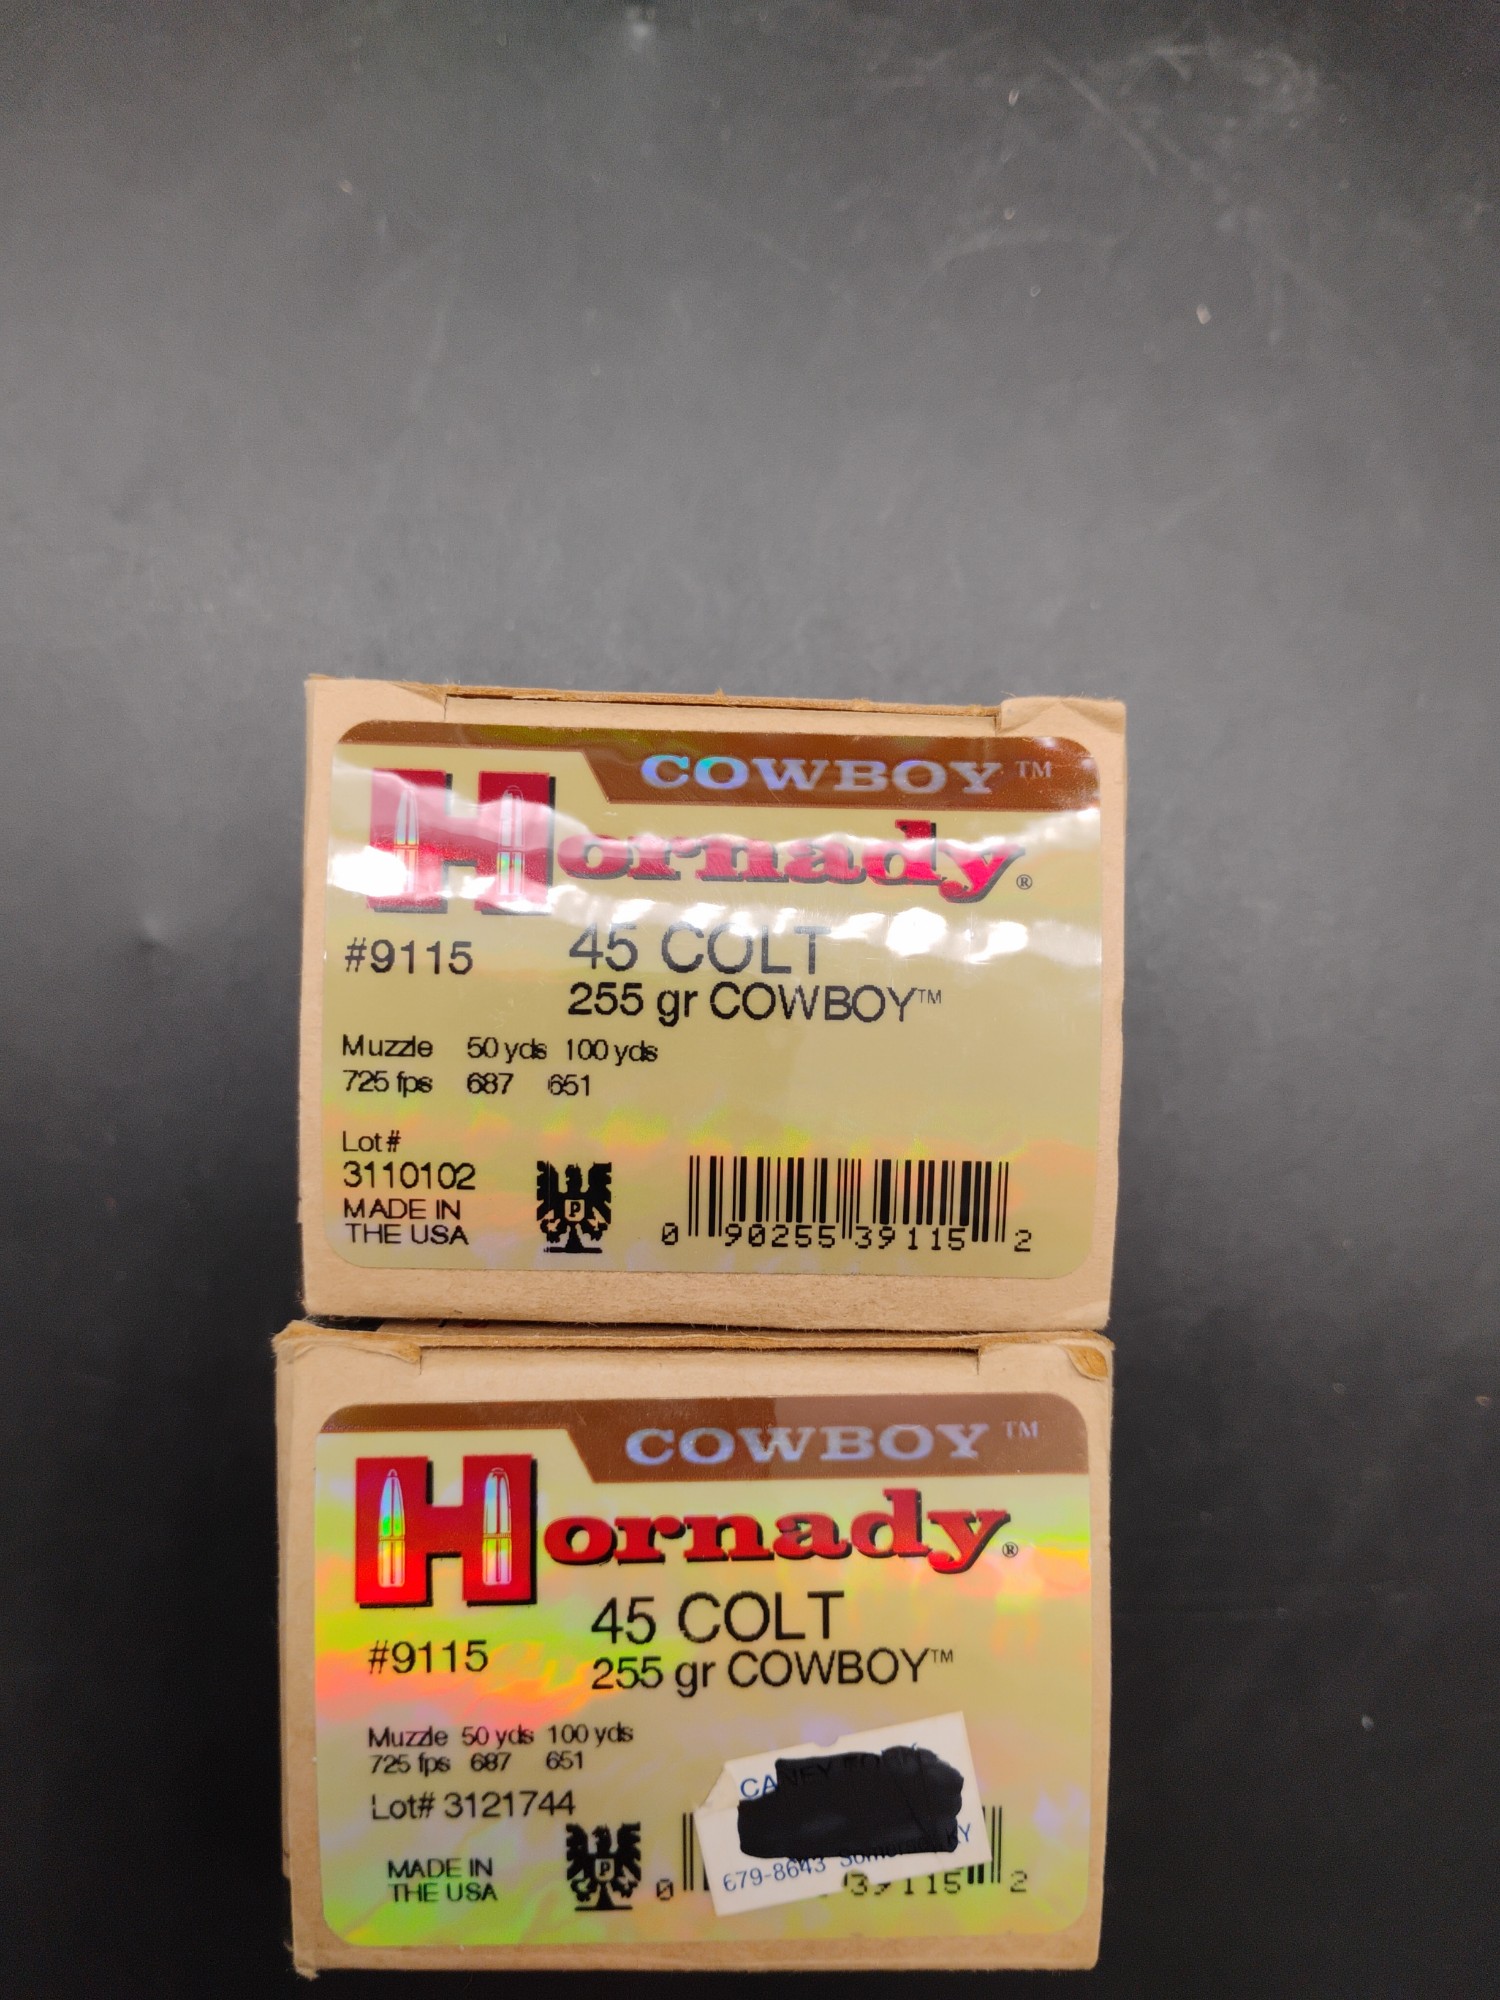 COWBOY™
Hornady®
#9115 45 COLT
255 gr COWBOY™
Muzzle 50 yds 100 yds
725 fps 687 651
Lot#
3110102
MADE IN
THE USA
P
0 90255 39115 2
COWBOY™
Hornady®
45 COLT
#9115 255 gr COWBOY™
Muzzle 50 yds 100 yds
725 fps 687 651
Lot# 3121744
MADE IN
THE USA
P
679-8643 KY
0 39115 2